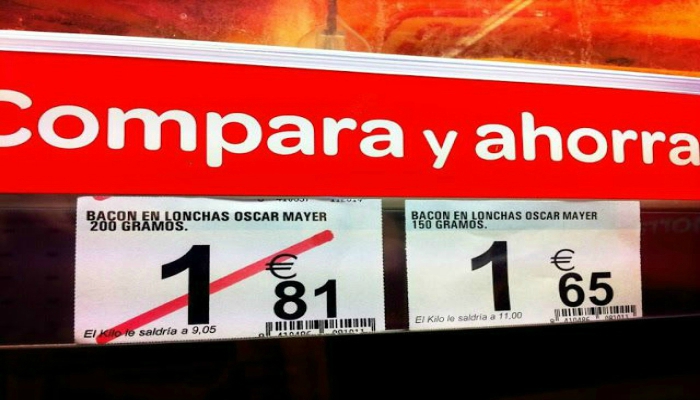 Compara y ahorra
BACON EN LONCHAS OSCAR MAYER
200 GRAMOS.
1 € 81
El Kilo le saldría a 9,05
BACON EN LONCHAS OSCAR MAYER
150 GRAMOS.
1 € 65
El Kilo le saldría a 11,00